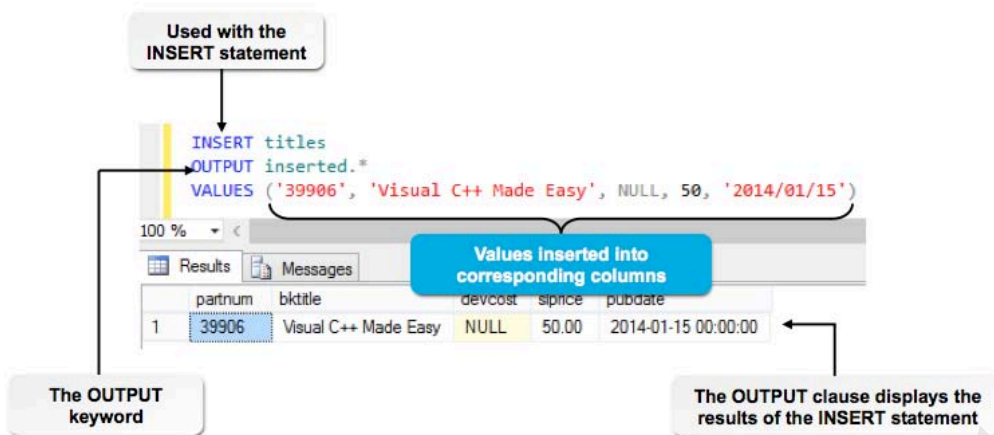 Used with the
INSERT statement
INSERT titles
OUTPUT inserted.*
VALUES ('39906', 'Visual C++ Made Easy', NULL, 50, '2014/01/15')
100 %
Values inserted into
corresponding columns
Results Messages
partnum bktitle devcost slprice pubdate
1 39906 Visual C++ Made Easy NULL 50.00 2014-01-15 00:00:00
The OUTPUT
keyword
The OUTPUT clause displays the
results of the INSERT statement